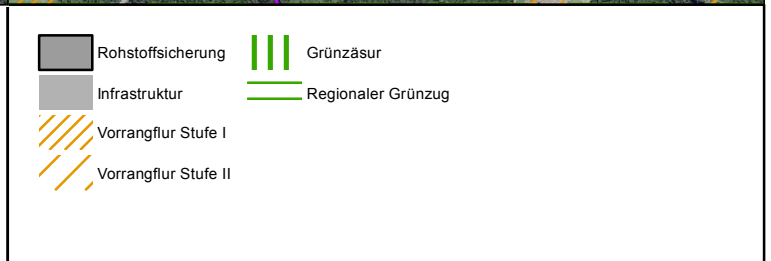 Rohstoffsicherung
Infrastruktur
Vorrangflur Stufe I
Vorrangflur Stufe II
Grünzäsur
Regionaler Grünzug